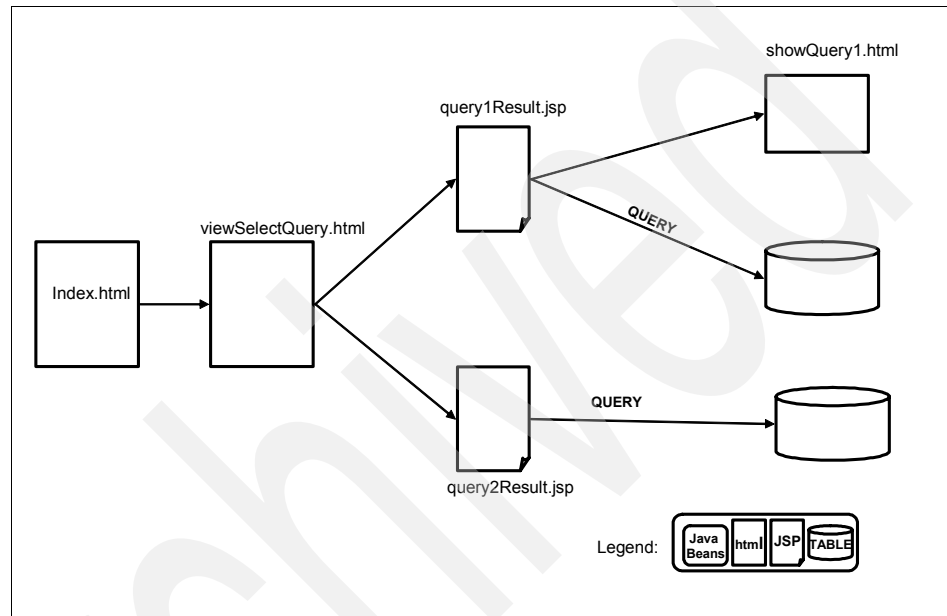 showQuery1.html
query1Result.jsp
QUERY
viewSelectQuery.html
Index.html
QUERY
query2Result.jsp
Legend:
Java
Beans
html
JSP
TABLE